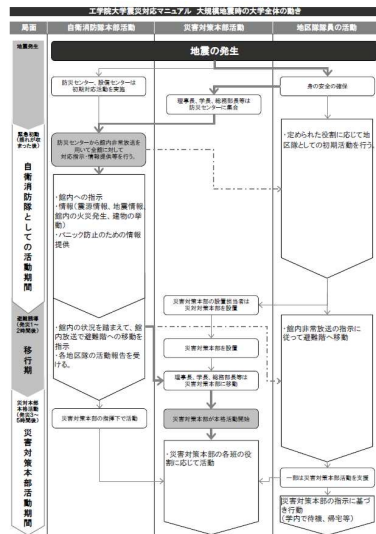 工学院大学震災対応マニュアル 大規模地震時の大学全体の動き
局面
自衛消防隊本部活動
災害対策本部活動
地区隊隊員の活動
地震発生
地震の発生
防災センター、設備センターは
初期対応活動を実施
理事長、学長、総務部長等は
防災センターに集合
身の安全の確保
緊急初動
(揺れが収
まった後)
防災センターから館内非常放送を
用いて全館に対して
対応指示・情報提供等を行う。
・定められた役割に応じて地
区隊としての初期活動を行う。
自衛消防隊としての活動期間
・館内への指示
・情報(震源情報、地震情報、
館内の火災発生、建物の挙
動)
・パニック防止のための情報
提供
災害対策本部の設置担当者は
災対対策本部を設置
避難誘導
(発災1~
2時間後)
移行期
・館内の状況を踏まえて、館
内放送で避難階への移動を
指示
・各地区隊の活動報告を
受ける。
災害対策本部を設置
・館内非常放送の指示に
従って避難階へ移動
理事長、学長、総務部長等は
災害対策本部に移動
災対本部
本格活動
(発災3~
5時間後)
災害対策本部活動期間
災害対策本部の指揮下で活動
災害対策本部が本格活動開始
・災害対策本部の各班の役
割に応じて活動
一部は災害対策本部活動を支援
災害対策本部の指示に基づ
き行動
(学内で待機、帰宅等)